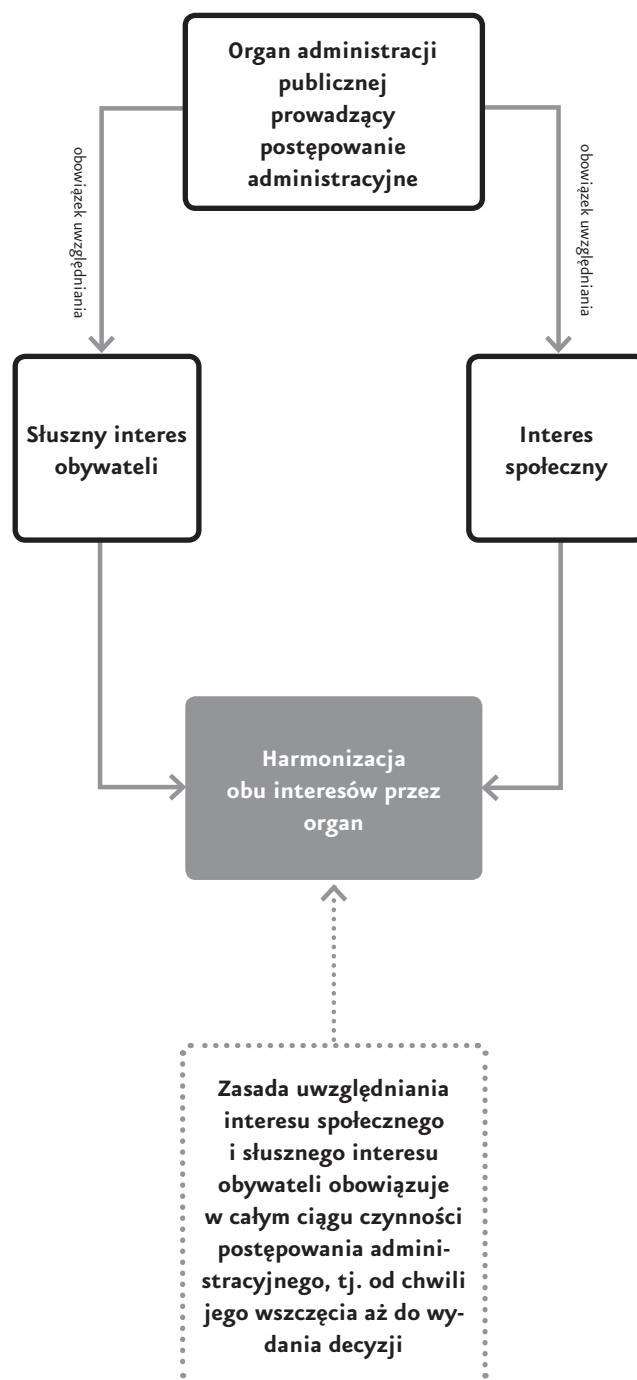 Organ administracji
publicznej
prowadzący
postępowanie
administracyjne
obowiązek uwzględniania
obowiązek uwzględniania
Słuszny interes
obywateli
Interes
społeczny
Harmonizacja
obu interesów przez
organ
Zasada uwzględniania
interesu społecznego
i słusznego interesu
obywateli obowiązuje
w całym ciągu czynności
postępowania admini-
stracyjnego, tj. od chwili
jego wszczęcia aż do wy-
dania decyzji